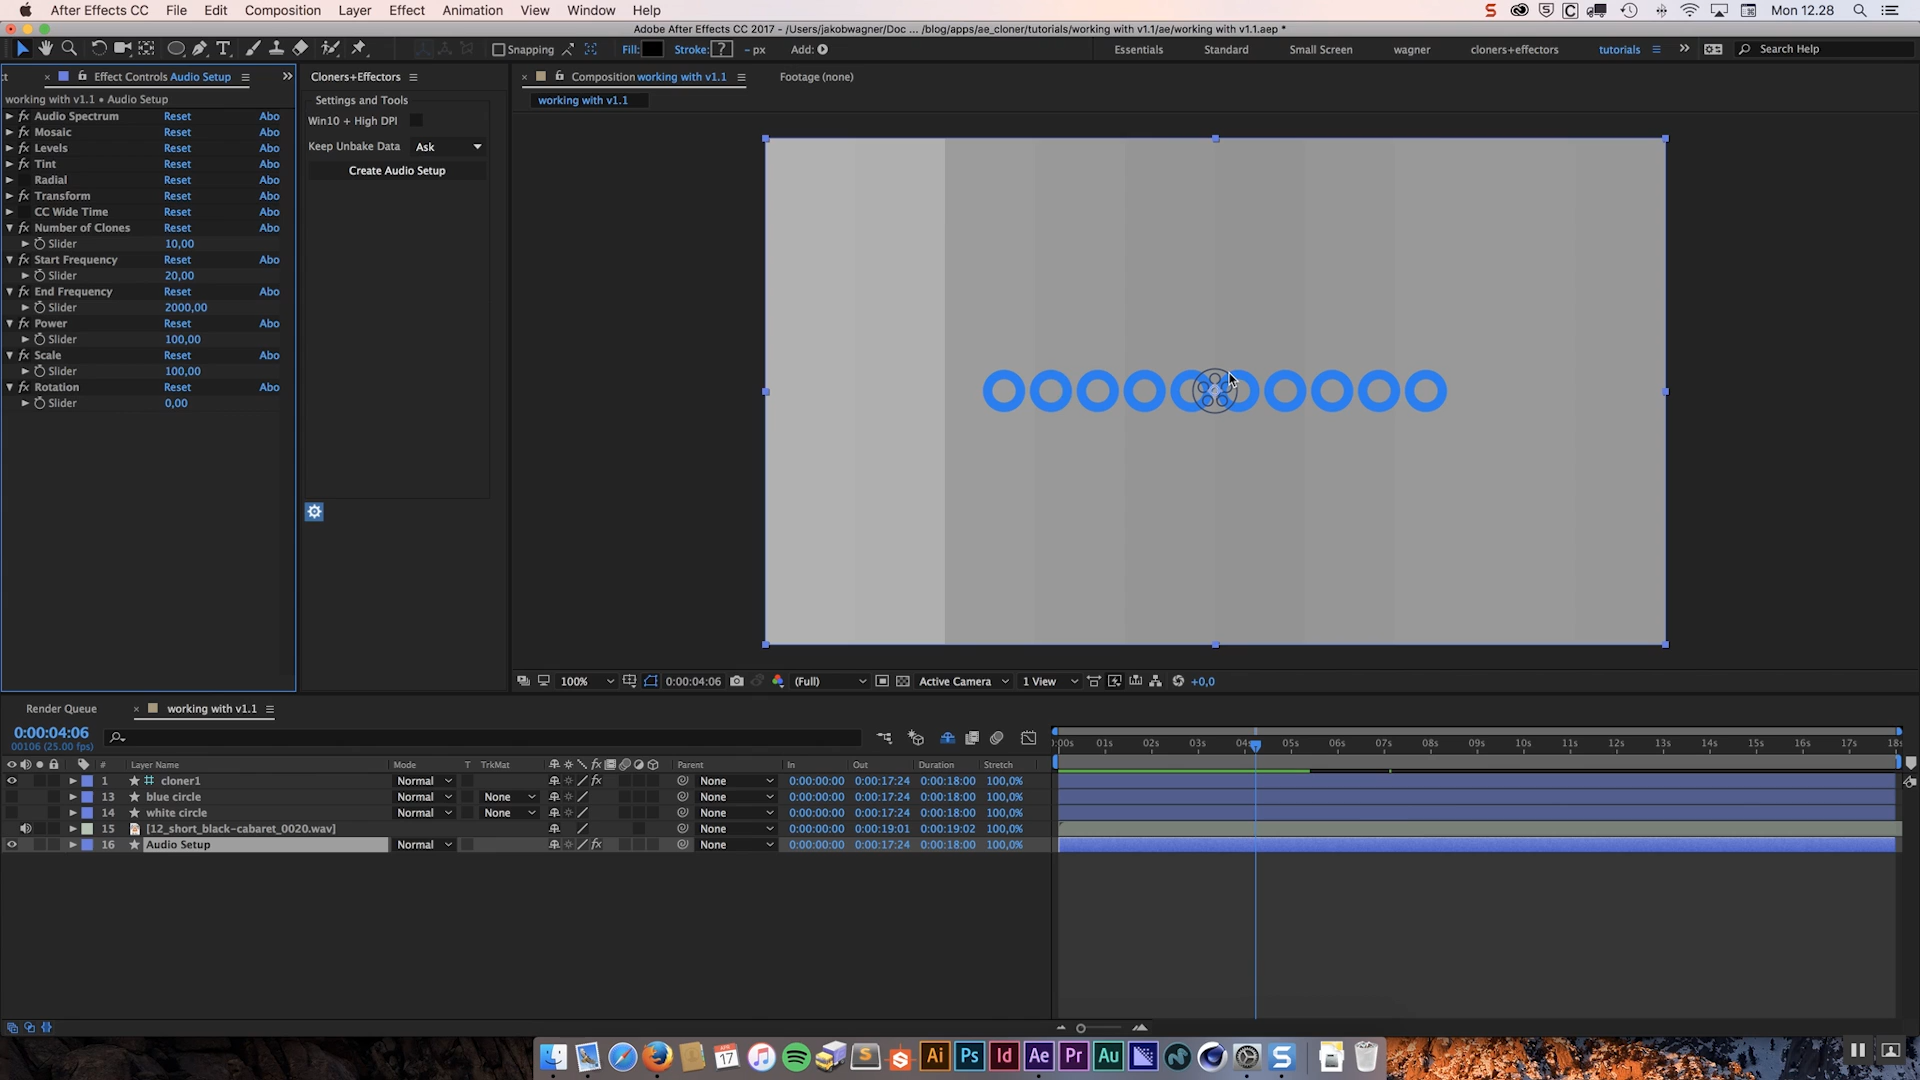 After Effects CC File Edit Composition Layer Effect Animation View Window Help Mon 12.28
Adobe After Effects CC 2017 - /Users/jakobwagner/Doc ... /blog/apps/ae_cloner/tutorials/working with v1.1/ae/working with v1.1.aep *
Snapping Fill: Stroke: ? - px Add: Essentials Standard Small Screen wagner cloners+effectors tutorials Search Help
Effect Controls Audio Setup
working with v1.1 • Audio Setup
Audio Spectrum Reset Abo
Mosaic Reset Abo
Levels Reset Abo
Tint Reset Abo
Radial Reset Abo
Transform Reset Abo
CC Wide Time Reset Abo
Number of Clones Reset Abo
Slider 10,00
Start Frequency Reset Abo
Slider 20,00
End Frequency Reset Abo
Slider 2000,00
Power Reset Abo
Slider 100,00
Scale Reset Abo
Slider 100,00
Rotation Reset Abo
Slider 0,00
Cloners+Effectors
Settings and Tools
Win10 + High DPI
Keep Unbake Data Ask
Create Audio Setup
Composition working with v1.1 Footage (none)
working with v1.1
100% 0:00:04:06 (Full) Active Camera 1 View +0,0
Render Queue working with v1.1
0:00:04:06
00106 (25.00 fps)
:00s 01s 02s 03s 04s 05s 06s 07s 08s 09s 10s 11s 12s 13s 14s 15s 16s 17s 18s
# Layer Name Mode T TrkMat Parent In Out Duration Stretch
1 cloner1 Normal None 0:00:00:00 0:00:17:24 0:00:18:00 100,0%
13 blue circle Normal None None 0:00:00:00 0:00:17:24 0:00:18:00 100,0%
14 white circle Normal None None 0:00:00:00 0:00:17:24 0:00:18:00 100,0%
15 [12_short_black-cabaret_0020.wav] None 0:00:00:00 0:00:19:01 0:00:19:02 100,0%
16 Audio Setup Normal None 0:00:00:00 0:00:17:24 0:00:18:00 100,0%
17 Ai Ps Id Ae Pr Au